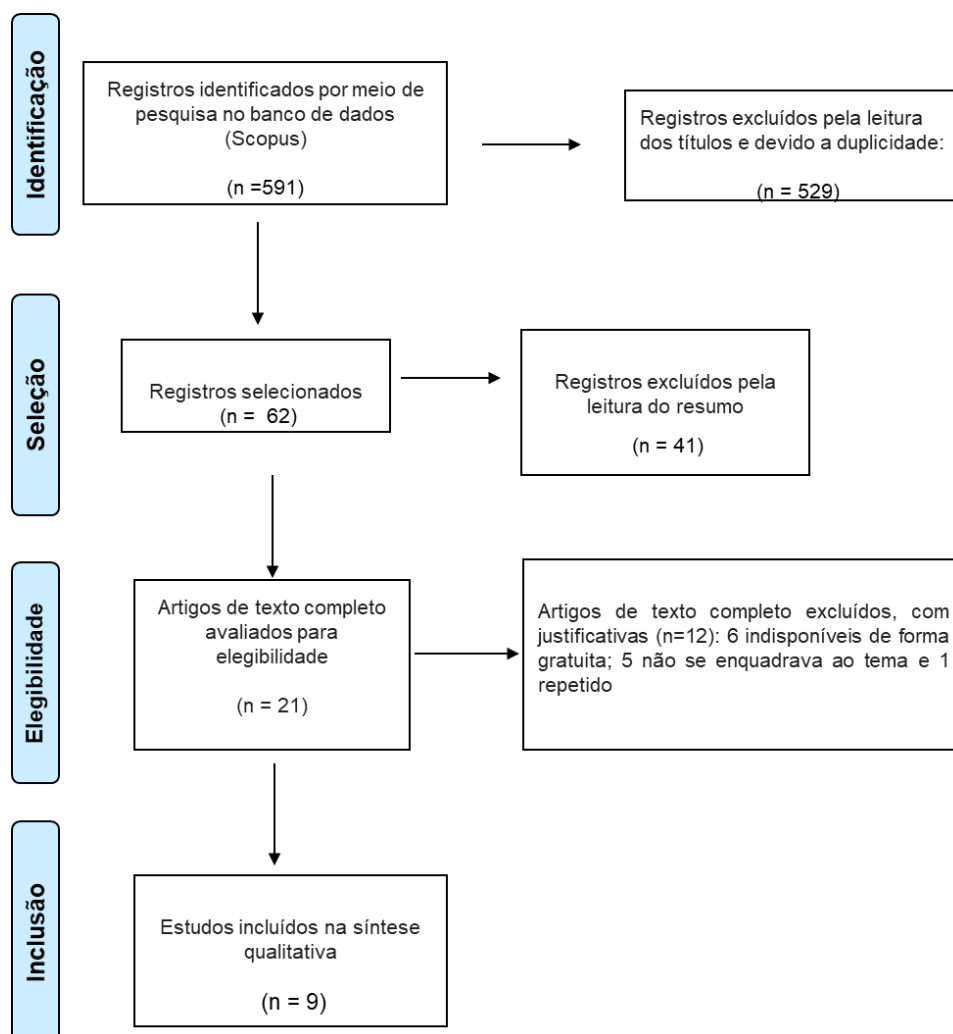 Identificação
Registros identificados por meio de
pesquisa no banco de dados
(Scopus)
(n =591)
Registros excluídos pela leitura
dos títulos e devido a duplicidade:
(n = 529)
Seleção
Registros selecionados
(n = 62)
Registros excluídos pela
leitura do resumo
(n = 41)
Elegibilidade
Artigos de texto completo
avaliados para
elegibilidade
(n = 21)
Artigos de texto completo excluídos, com
justificativas (n=12): 6 indisponíveis de forma
gratuita; 5 não se enquadrava ao tema e 1
repetido
Inclusão
Estudos incluídos na síntese
qualitativa
(n = 9)